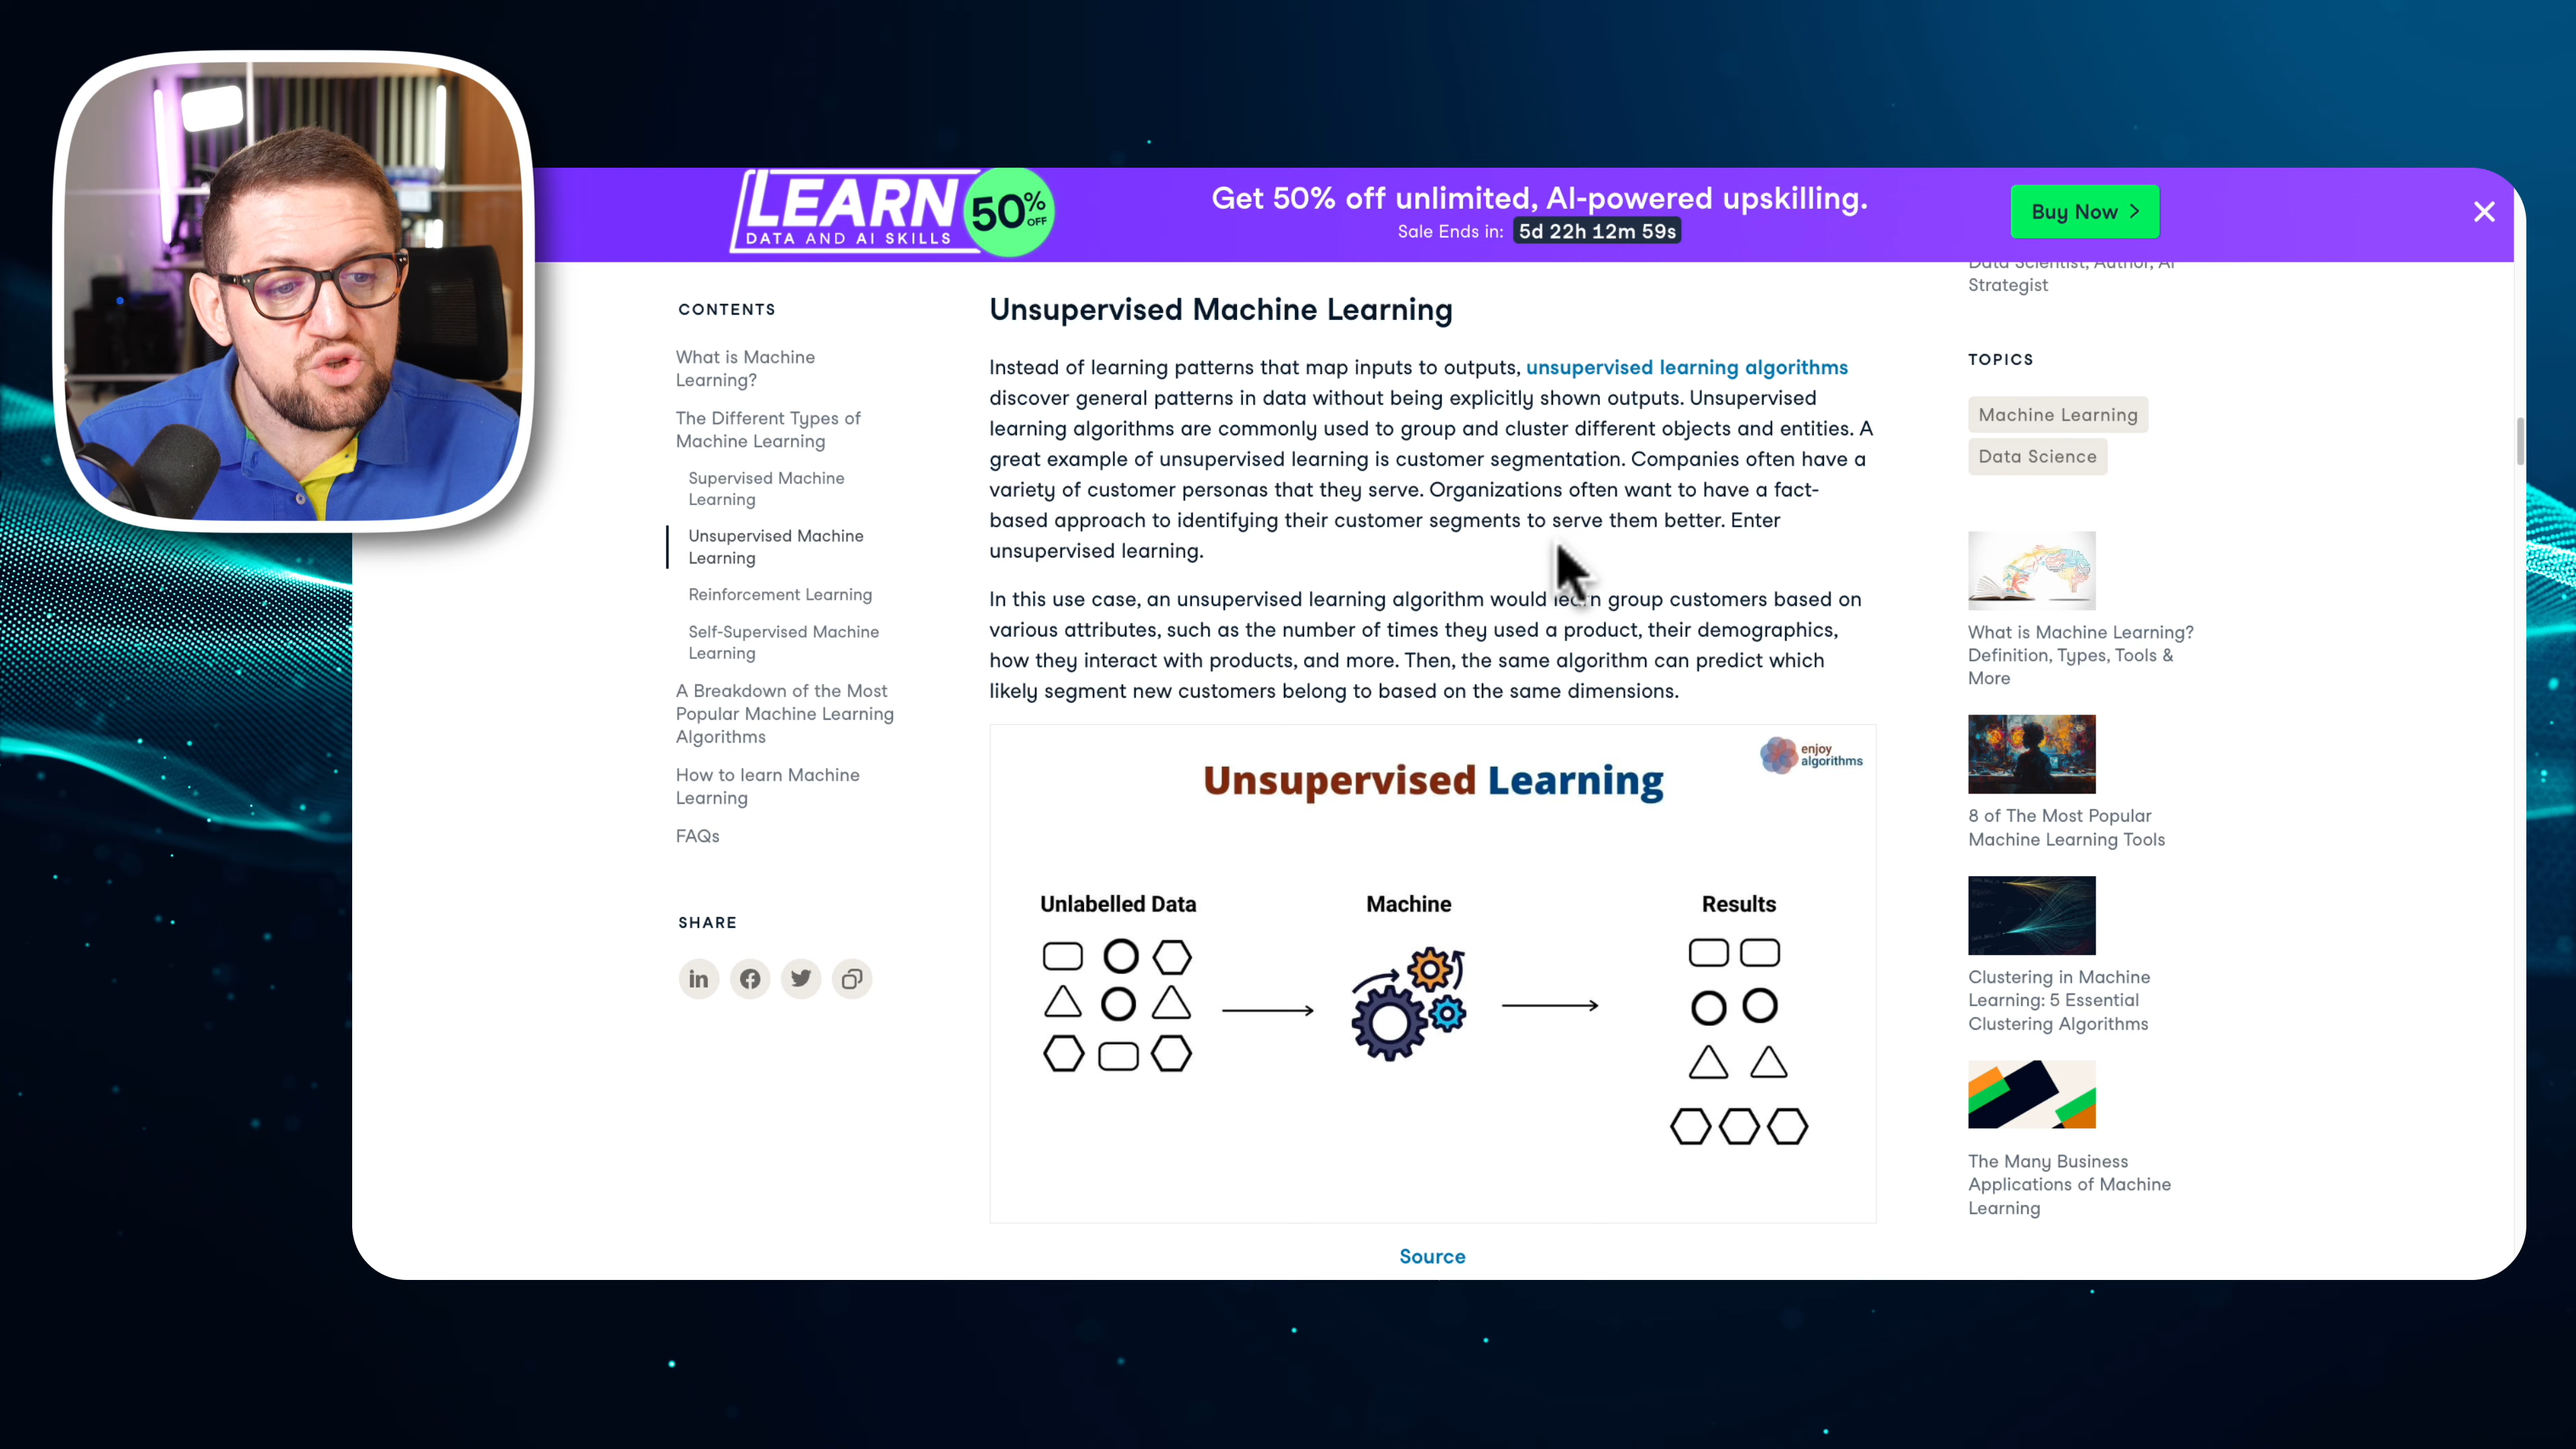 LEARN
DATA AND AI SKILLS
50%
OFF
Get 50% off unlimited, AI-powered upskilling.
Sale Ends in: 5d 22h 12m 59s
Buy Now
CONTENTS
What is Machine
Learning?
The Different Types of
Machine Learning
Supervised Machine
Learning
Unsupervised Machine
Learning
Reinforcement Learning
Self-Supervised Machine
Learning
A Breakdown of the Most
Popular Machine Learning
Algorithms
How to learn Machine
Learning
FAQs
SHARE
Unsupervised Machine Learning
Instead of learning patterns that map inputs to outputs, unsupervised learning algorithms
discover general patterns in data without being explicitly shown outputs. Unsupervised
learning algorithms are commonly used to group and cluster different objects and entities. A
great example of unsupervised learning is customer segmentation. Companies often have a
variety of customer personas that they serve. Organizations often want to have a fact-
based approach to identifying their customer segments to serve them better. Enter
unsupervised learning.
In this use case, an unsupervised learning algorithm would learn group customers based on
various attributes, such as the number of times they used a product, their demographics,
how they interact with products, and more. Then, the same algorithm can predict which
likely segment new customers belong to based on the same dimensions.
enjoy
algorithms
Unsupervised Learning
Unlabelled Data
Machine
Results
Source
Data Scientist, Author, AI
Strategist
TOPICS
Machine Learning
Data Science
What is Machine Learning?
Definition, Types, Tools &
More
8 of The Most Popular
Machine Learning Tools
Clustering in Machine
Learning: 5 Essential
Clustering Algorithms
The Many Business
Applications of Machine
Learning